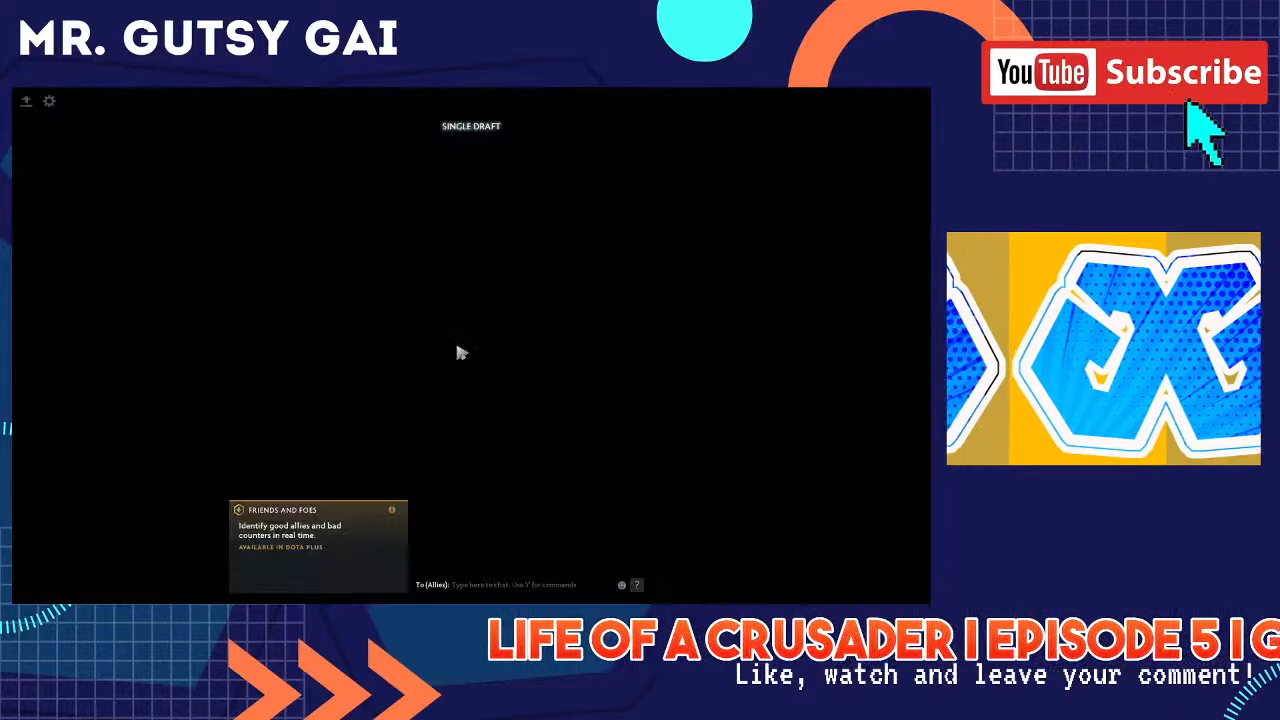 MR. GUTSY GAI
YouTube Subscribe
SINGLE DRAFT
FRIENDS AND FOES
Identify good allies and bad
counters in real time.
AVAILABLE IN DOTA PLUS
To (Allies): Type here to chat. Use '/' for commands
?
LIFE OF A CRUSADER | EPISODE 5 | G
Like, watch and leave your comment!